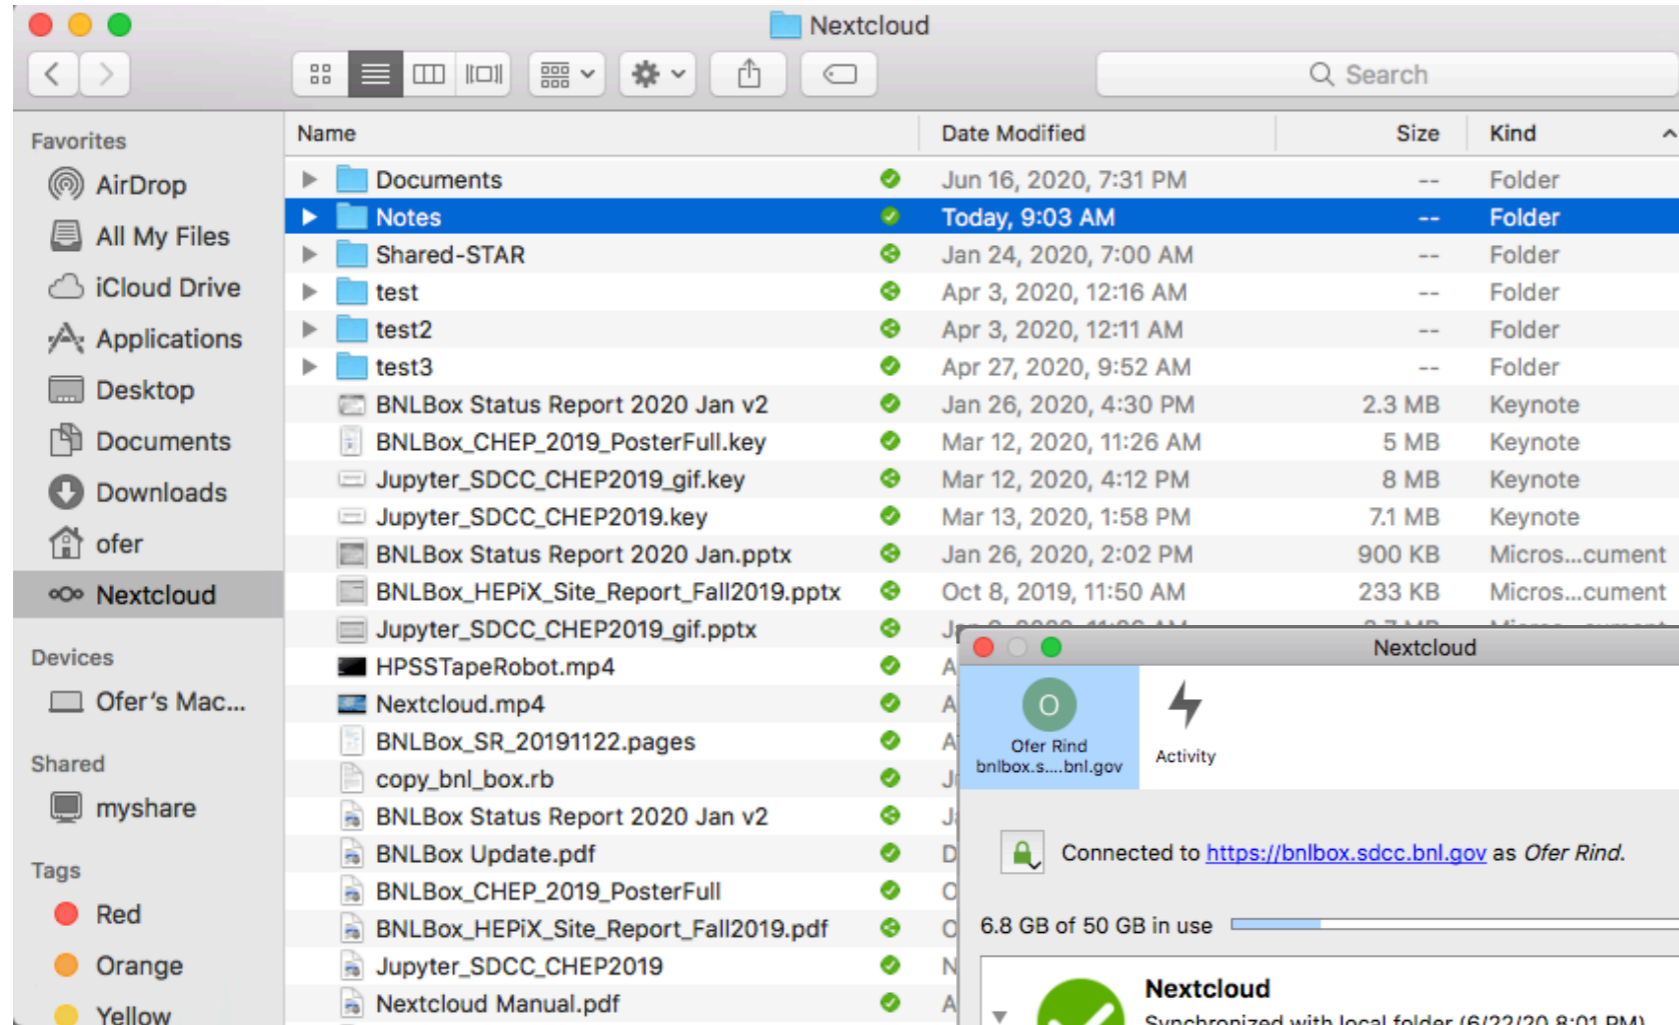 Nextcloud
Search
Favorites
AirDrop
All My Files
iCloud Drive
Applications
Desktop
Documents
Downloads
ofer
Nextcloud
Devices
Ofer's Mac...
Shared
myshare
Tags
Red
Orange
Yellow
Name Date Modified Size Kind
Documents Jun 16, 2020, 7:31 PM -- Folder
Notes Today, 9:03 AM -- Folder
Shared-STAR Jan 24, 2020, 7:00 AM -- Folder
test Apr 3, 2020, 12:16 AM -- Folder
test2 Apr 3, 2020, 12:11 AM -- Folder
test3 Apr 27, 2020, 9:52 AM -- Folder
BNLBox Status Report 2020 Jan v2 Jan 26, 2020, 4:30 PM 2.3 MB Keynote
BNLBox_CHEP_2019_PosterFull.key Mar 12, 2020, 11:26 AM 5 MB Keynote
Jupyter_SDCC_CHEP2019_gif.key Mar 12, 2020, 4:12 PM 8 MB Keynote
Jupyter_SDCC_CHEP2019.key Mar 13, 2020, 1:58 PM 7.1 MB Keynote
BNLBox Status Report 2020 Jan.pptx Jan 26, 2020, 2:02 PM 900 KB Micros...cument
BNLBox_HEPiX_Site_Report_Fall2019.pptx Oct 8, 2019, 11:50 AM 233 KB Micros...cument
Jupyter_SDCC_CHEP2019_gif.pptx
HPSSTapeRobot.mp4
Nextcloud.mp4
BNLBox_SR_20191122.pages
copy_bnl_box.rb
BNLBox Status Report 2020 Jan v2
BNLBox Update.pdf
BNLBox_CHEP_2019_PosterFull
BNLBox_HEPiX_Site_Report_Fall2019.pdf
Jupyter_SDCC_CHEP2019
Nextcloud Manual.pdf
Nextcloud
O
Ofer Rind
bnlbox.s....bnl.gov
Activity
Connected to https://bnlbox.sdcc.bnl.gov as Ofer Rind.
6.8 GB of 50 GB in use
Nextcloud
Synchronized with local folder (6/22/20 8:01 PM)